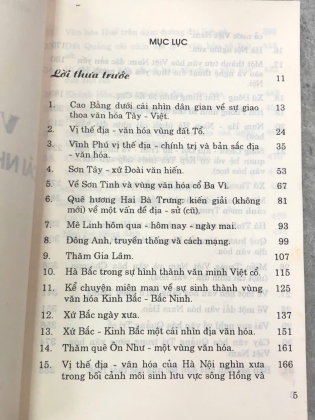 MỤC LỤC
Lời thưa trước 11
1. Cao Bằng dưới cái nhìn dân gian về sự giao 13
thoa văn hóa Tày - Việt.
2. Vị thế địa - văn hóa vùng đất Tổ. 24
3. Vĩnh Phú vị thế địa - chính trị và bản sắc địa 35
- văn hóa.
4. Sơn Tây - xứ Đoài văn hiến. 53
5. Về Sơn Tinh và vùng văn hóa cổ Ba Vì. 67
6. Quê hương Hai Bà Trưng: kiến giải (không 80
mới) về một vấn đề địa - sử (cũ).
7. Mê Linh hôm qua - hôm nay - ngày mai. 93
8. Đông Anh, truyền thống và cách mạng. 99
9. Thăm Gia Lâm. 107
10. Hà Bắc trong sự hình thành văn minh Việt cổ. 115
11. Kể chuyện miên man về sự sinh thành vùng 125
văn hóa Kinh Bắc - Bắc Ninh.
12. Xứ Bắc ngày xưa. 137
13. Xứ Bắc - Kinh Bắc một cái nhìn địa văn hóa. 151
14. Thăm quê Ôn Như - một vùng văn hóa. 161
15. Vị thế địa - văn hóa của Hà Nội nghìn xưa 166
trong bối cảnh môi sinh lưu vực sông Hồng và
5